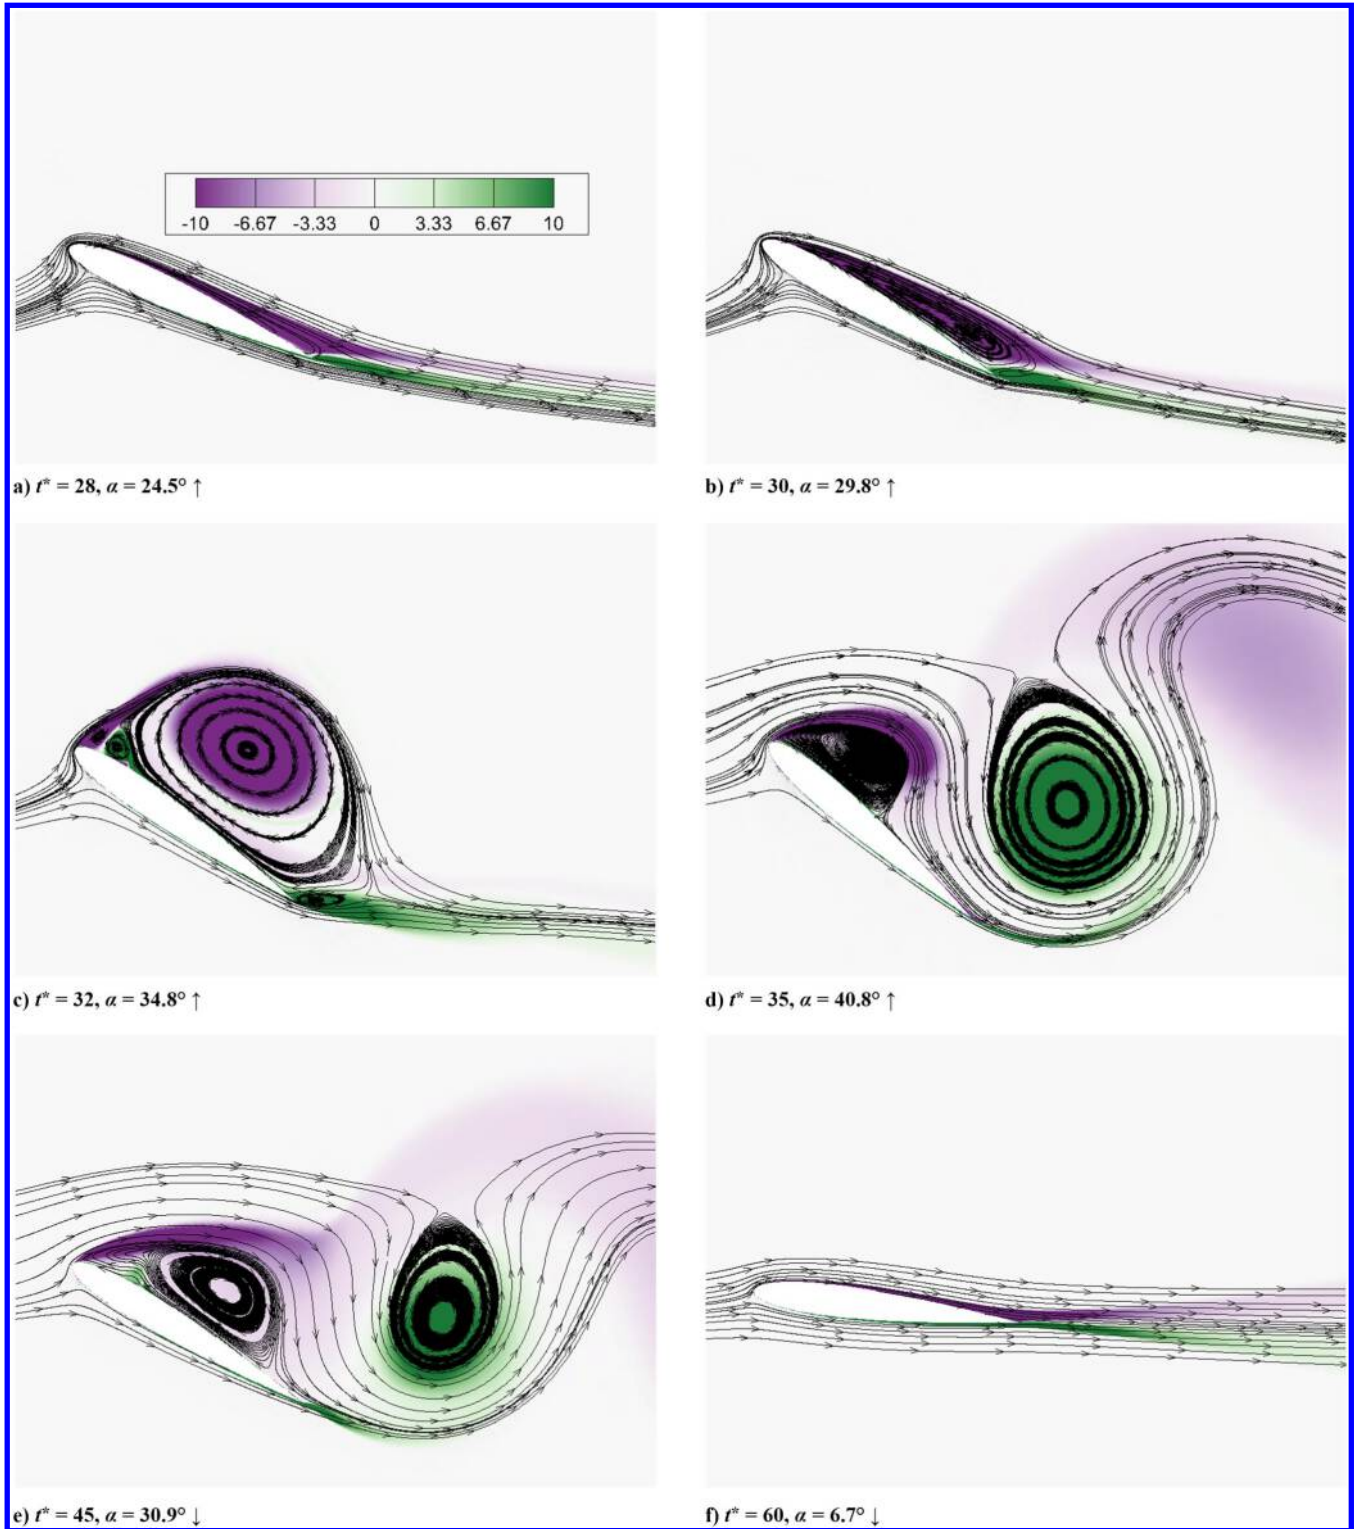 -10 -6.67 -3.33 0 3.33 6.67 10
a) t* = 28, α = 24.5° ↑
b) t* = 30, α = 29.8° ↑
c) t* = 32, α = 34.8° ↑
d) t* = 35, α = 40.8° ↑
e) t* = 45, α = 30.9° ↓
f) t* = 60, α = 6.7° ↓